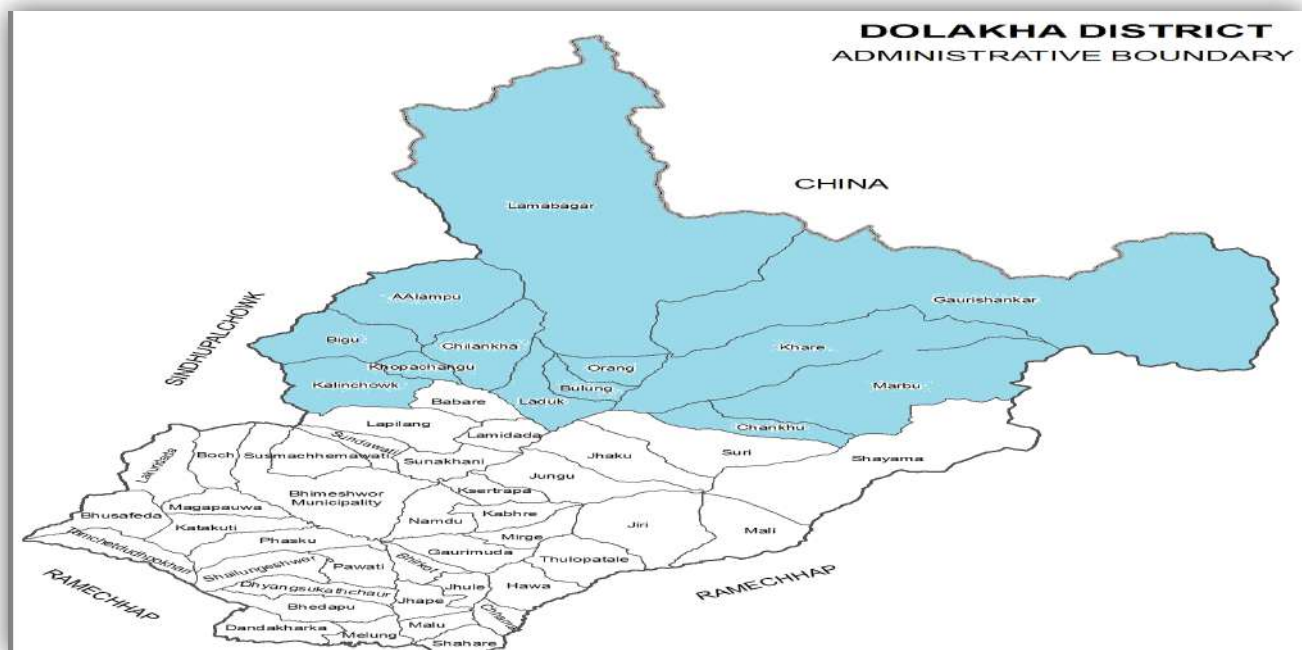 DOLAKHA DISTRICT
ADMINISTRATIVE BOUNDARY
CHINA
Lamabagar
SINDHUPALCHOWK
AAlampu
Gaurishankar
Bigu
Chilankha
Khare
Khopachangu
Orang
Kalinchowk
Bulung
Marbu
Babare
Laduk
Lapilang
Chankhu
Lamidada
Sundawati
Lakuridada
Boch
Susmachhemawati
Sunakhani
Jhaku
Suri
Shayama
Jungu
Bhimeshwor
Municipality
Ksertrapa
Magapauwa
Bhusafeda
Kabhre
Katakuti
Namdu
Jiri
Mali
Phasku
Mirge
Gaurimuda
Thulopatale
Shailungeshwor
Pawati
Bhirkot
Dhyangsukathchaur
Jhule
Hawa
RAMECHHAP
RAMECHHAP
Bhedapu
Jhape
Dandakharka
Melung
Malu
Shahare